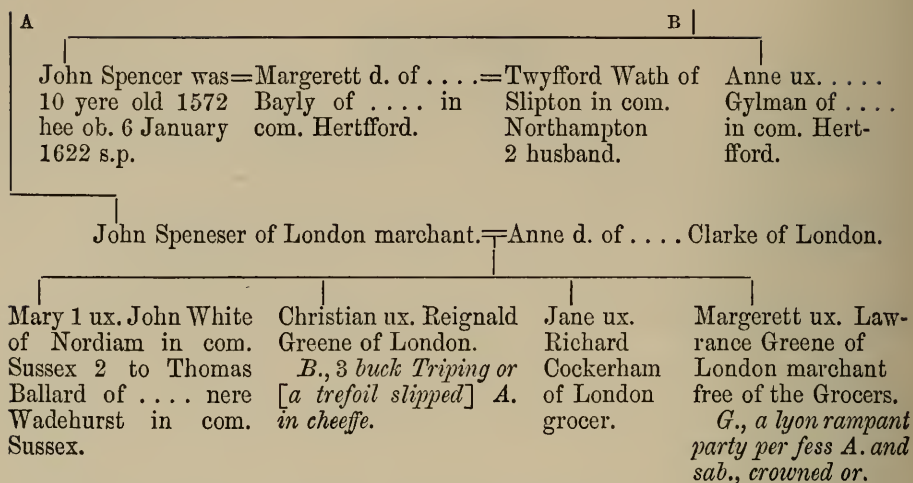 A
B
John Spencer was=Margerett d. of . . . .=Twyfford Wath of
10 yere old 1572
hee ob. 6 January
1622 s.p.
Bayly of . . . . in
com. Hertfford.
Slipton in com.
Northampton
2 husband.
Anne ux. . . . .
Gylman of . . . .
in com. Hert-
fford.
John Speneser of London marchant.=Anne d. of . . . . Clarke of London.
Mary 1 ux. John White
of Nordiam in com.
Sussex 2 to Thomas
Ballard of . . . . nere
Wadehurst in com.
Sussex.
Christian ux. Reignald
Greene of London.
B., 3 buck Triping or
[a trefoil slipped] A.
in cheeffe.
Jane ux.
Richard
Cockerham
of London
grocer.
Margerett ux. Law-
rance Greene of
London marchant
free of the Grocers.
G., a lyon rampant
party per fess A. and
sab., crowned or.